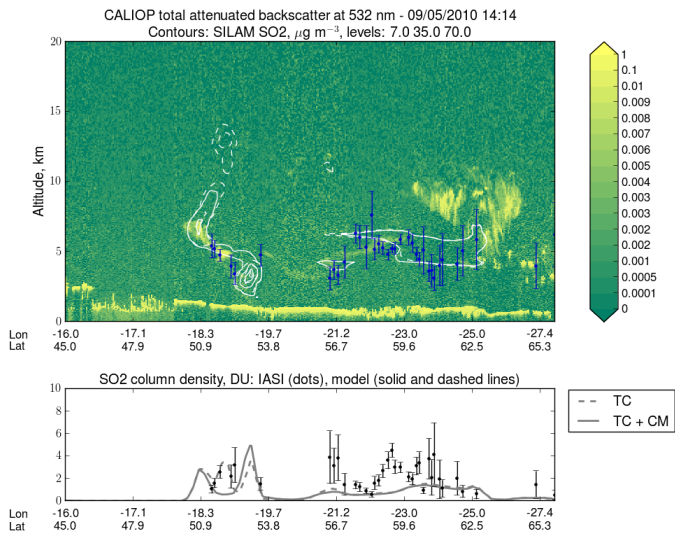 CALIOP total attenuated backscatter at 532 nm - 09/05/2010 14:14
Contours: SILAM SO2, μg m⁻³, levels: 7.0 35.0 70.0
20
15
10
5
0
Altitude, km
1
0.1
0.01
0.009
0.008
0.007
0.006
0.005
0.004
0.003
0.002
0.001
0.0005
0.0001
0
Lon -16.0 -17.1 -18.3 -19.7 -21.2 -23.0 -25.0 -27.4
Lat 45.0 47.9 50.9 53.8 56.7 59.6 62.5 65.3
SO2 column density, DU: IASI (dots), model (solid and dashed lines)
10
8
6
4
2
0
TC
TC + CM
Lon -16.0 -17.1 -18.3 -19.7 -21.2 -23.0 -25.0 -27.4
Lat 45.0 47.9 50.9 53.8 56.7 59.6 62.5 65.3